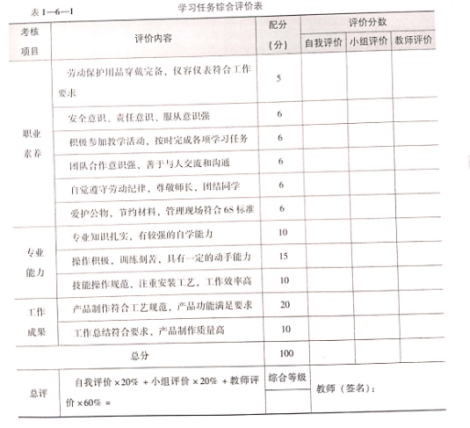 表 1—6—1 学习任务综合评价表
考核 配分 评价分数
项目 评价内容 (分) 自我评价 小组评价 教师评价
劳动保护用品穿戴完备、仪容仪表符合工作
要求 5
安全意识、责任意识、服从意识强 6
职业 积极参加教学活动、按时完成各项学习任务 6
素养 团队合作意识强、善于与人交流和沟通 6
自觉遵守劳动纪律，尊敬师长，团结同学 6
爱护公物、节约材料，管理现场符合 6S 标准 6
专业 专业知识扎实，有较强的自学能力 10
能力 操作积极、训练刻苦，具有一定的动手能力 15
技能操作规范、注重安装工艺，工作效率高 10
工作 产品制作符合工艺规范，产品功能满足要求 20
成果 工作总结符合要求、产品制作质量高 10
总分 100
总评 自我评价 ×20% + 小组评价 ×20% + 教师评 综合等级 教师（签名）：
价 ×60% =